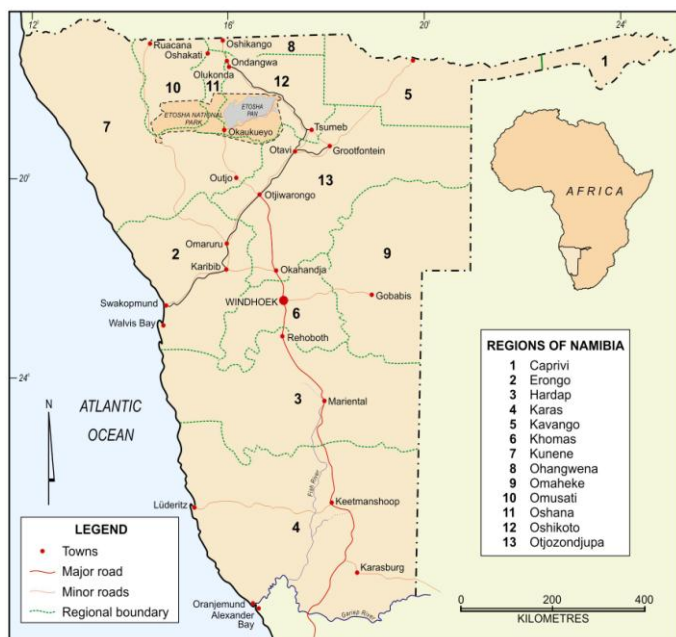 12°
16°
20°
24°
Ruacana
Oshikango
Oshakati
8
Ondangwa
Olukonda
12
1
10
11
5
ETOSHA NATIONAL
PARK
ETOSHA
PAN
7
Okaukueyo
Tsumeb
Otavi
Grootfontein
20°
Outjo
13
Otjiwarongo
AFRICA
2
Omaruru
9
Karibib
Okahandja
Swakopmund
WINDHOEK
Gobabis
6
Walvis Bay
Rehoboth
24°
N
ATLANTIC
OCEAN
3
Mariental
Fish River
Lüderitz
Keetmanshoop
4
Karasburg
Oranjemund
Alexander
Bay
Gariep River
REGIONS OF NAMIBIA
1 Caprivi
2 Erongo
3 Hardap
4 Karas
5 Kavango
6 Khomas
7 Kunene
8 Ohangwena
9 Omaheke
10 Omusati
11 Oshana
12 Oshikoto
13 Otjozondjupa
LEGEND
Towns
Major road
Minor roads
Regional boundary
0 200 400
KILOMETRES